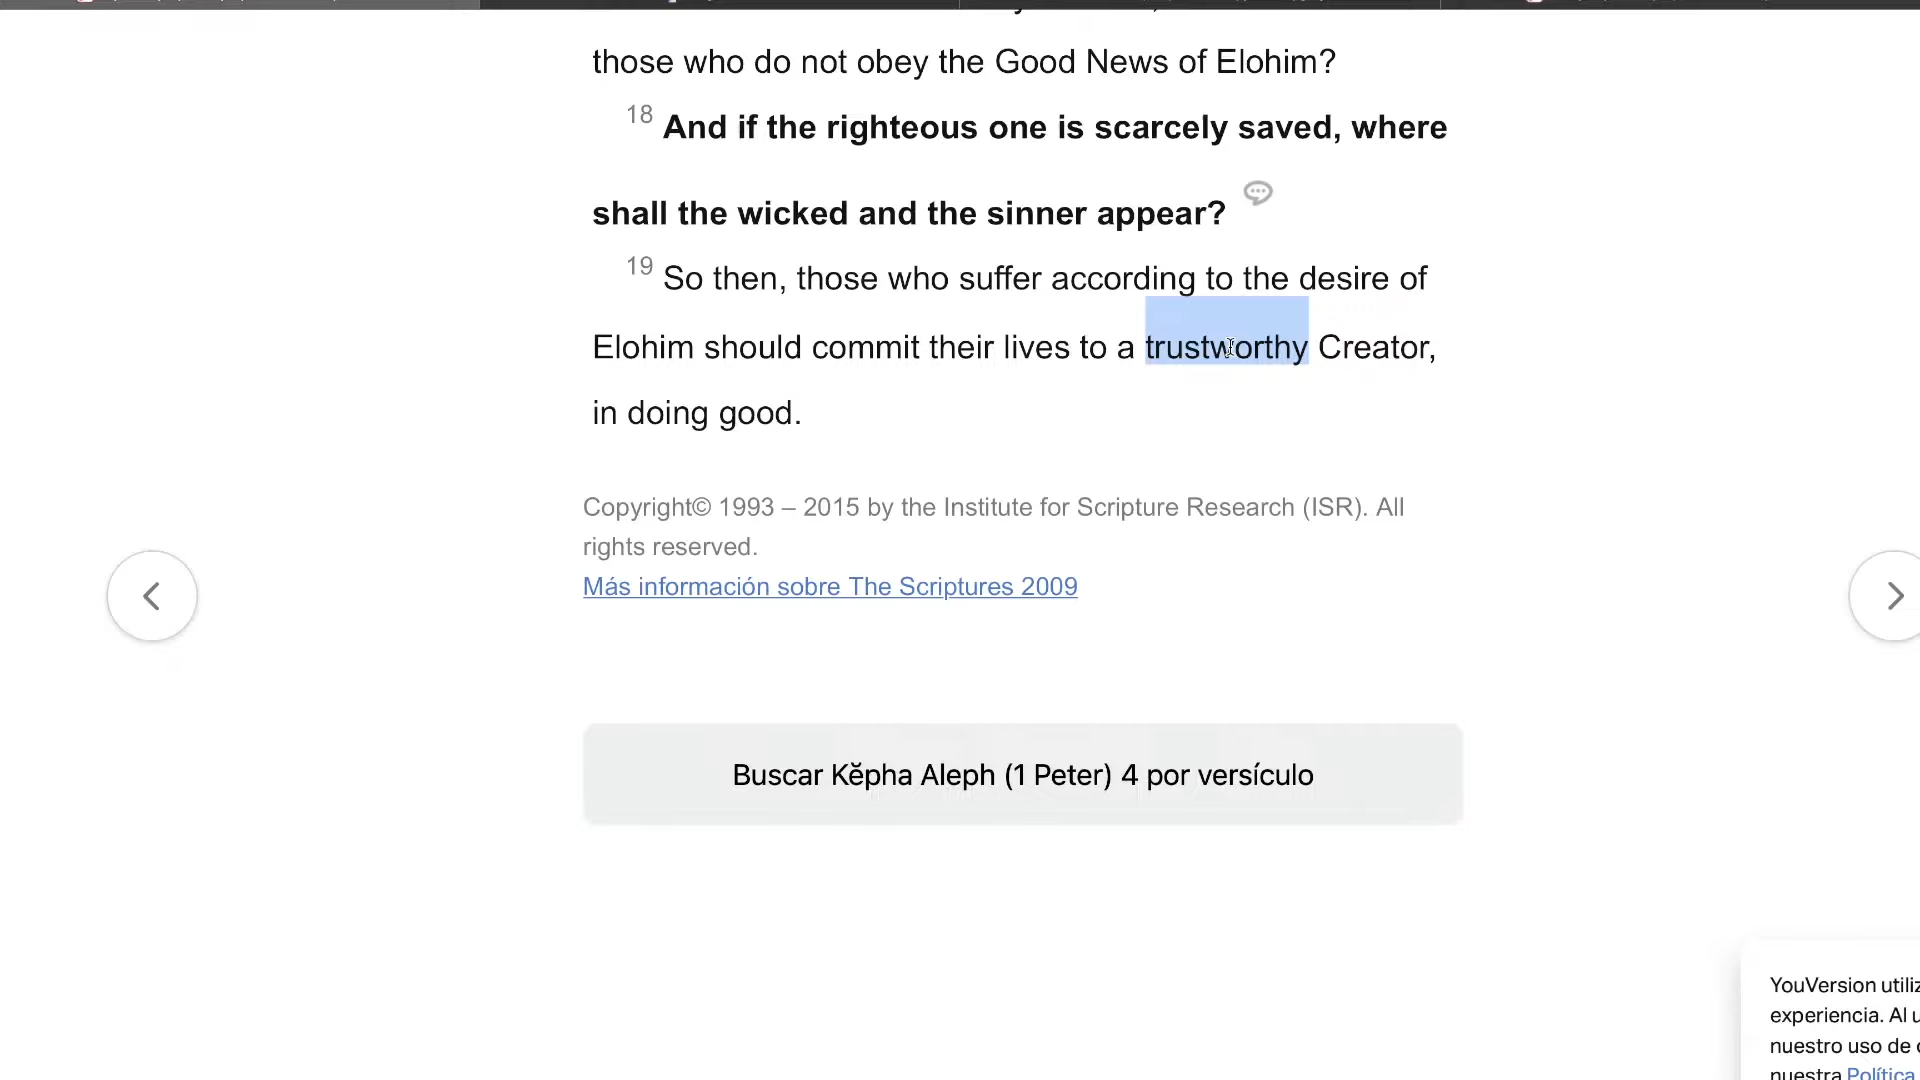 those who do not obey the Good News of Elohim?
18 And if the righteous one is scarcely saved, where
shall the wicked and the sinner appear?
19 So then, those who suffer according to the desire of
Elohim should commit their lives to a trustworthy Creator,
in doing good.
Copyright© 1993 – 2015 by the Institute for Scripture Research (ISR). All
rights reserved.
Más información sobre The Scriptures 2009
Buscar Kĕpha Aleph (1 Peter) 4 por versículo
YouVersion utiliz
experiencia. Al u
nuestro uso de
nuestra Política